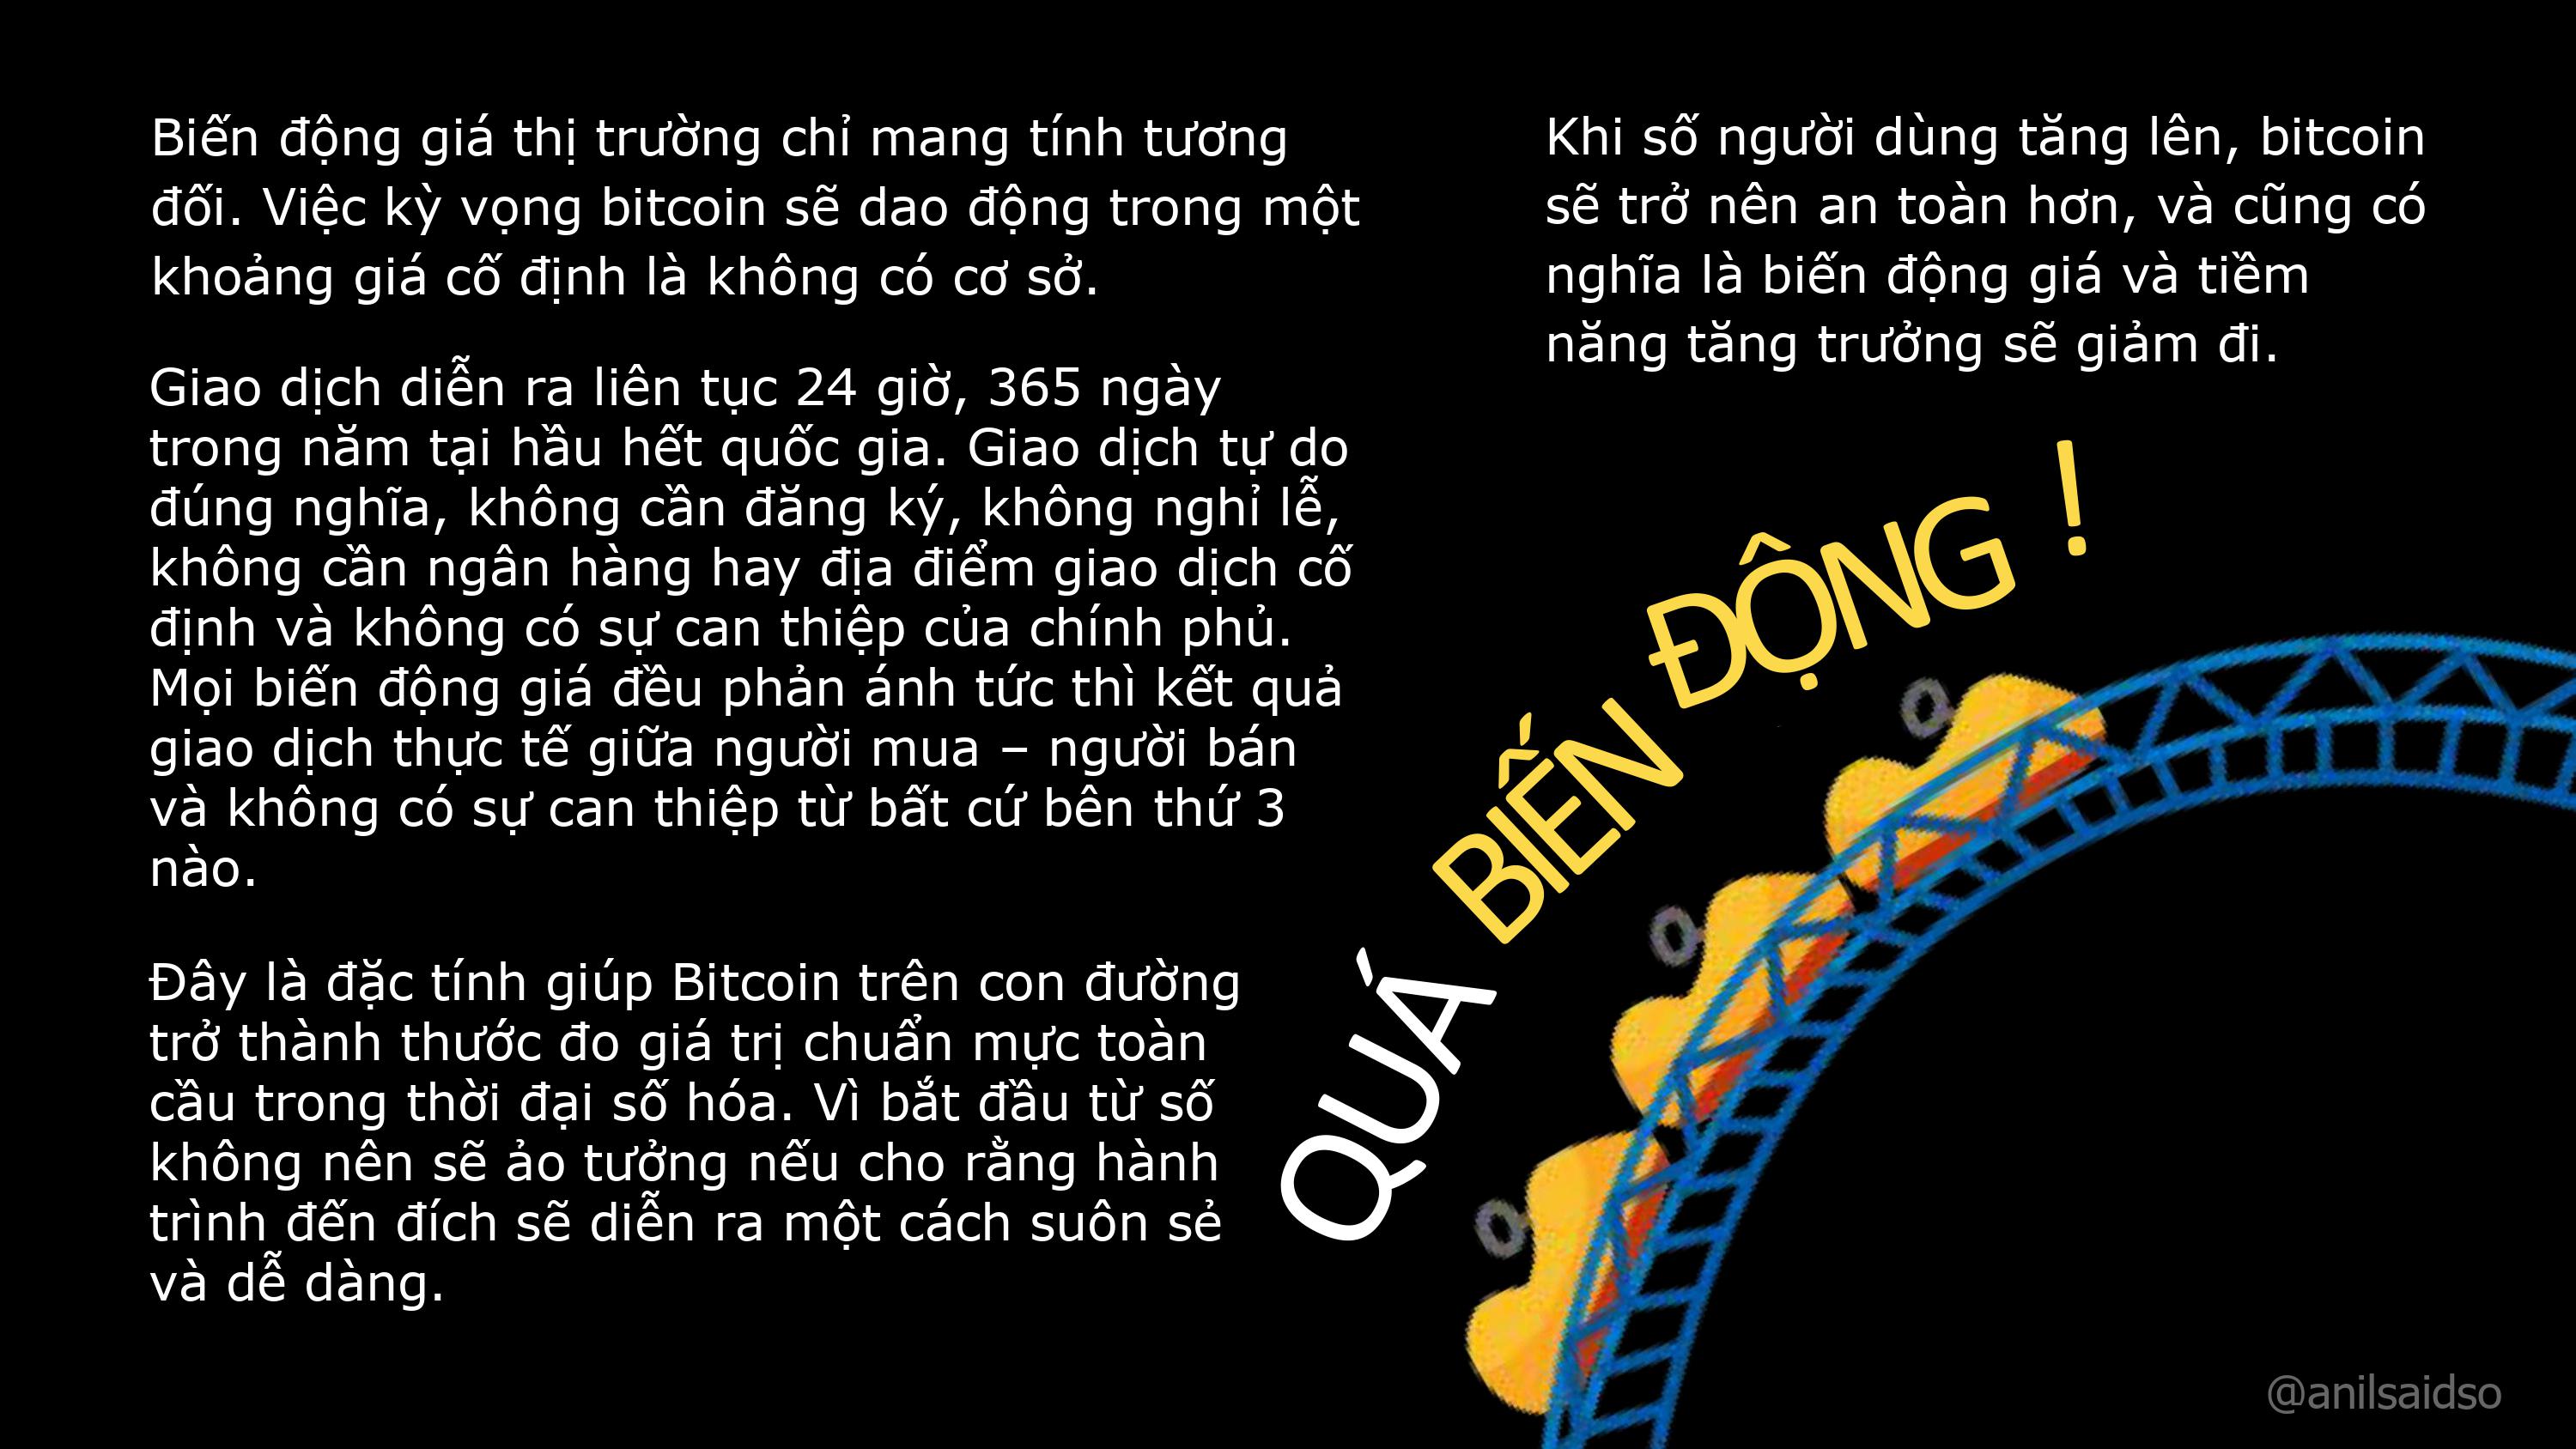 Biến động giá thị trường chỉ mang tính tương
đối. Việc kỳ vọng bitcoin sẽ dao động trong một
khoảng giá cố định là không có cơ sở.
Giao dịch diễn ra liên tục 24 giờ, 365 ngày
trong năm tại hầu hết quốc gia. Giao dịch tự do
đúng nghĩa, không cần đăng ký, không nghỉ lễ,
không cần ngân hàng hay địa điểm giao dịch cố
định và không có sự can thiệp của chính phủ.
Mọi biến động giá đều phản ánh tức thì kết quả
giao dịch thực tế giữa người mua – người bán
và không có sự can thiệp từ bất cứ bên thứ 3
nào.
Đây là đặc tính giúp Bitcoin trên con đường
trở thành thước đo giá trị chuẩn mực toàn
cầu trong thời đại số hóa. Vì bắt đầu từ số
không nên sẽ ảo tưởng nếu cho rằng hành
trình đến đích sẽ diễn ra một cách suôn sẻ
và dễ dàng.
Khi số người dùng tăng lên, bitcoin
sẽ trở nên an toàn hơn, và cũng có
nghĩa là biến động giá và tiềm
năng tăng trưởng sẽ giảm đi.
QUÁ BIẾN ĐỘNG !
@anilsaidso